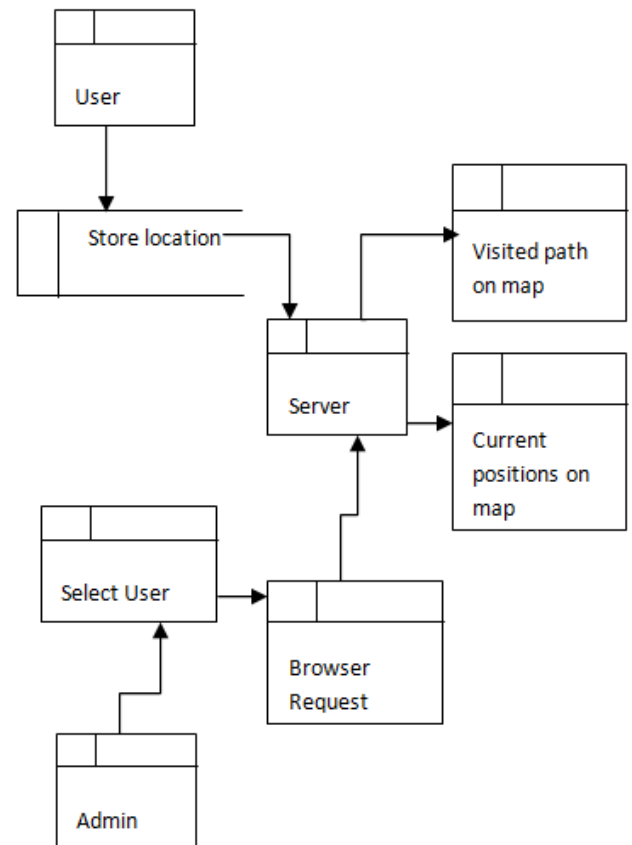 User
Store location
Visited path
on map
Server
Current
positions on
map
Select User
Browser
Request
Admin